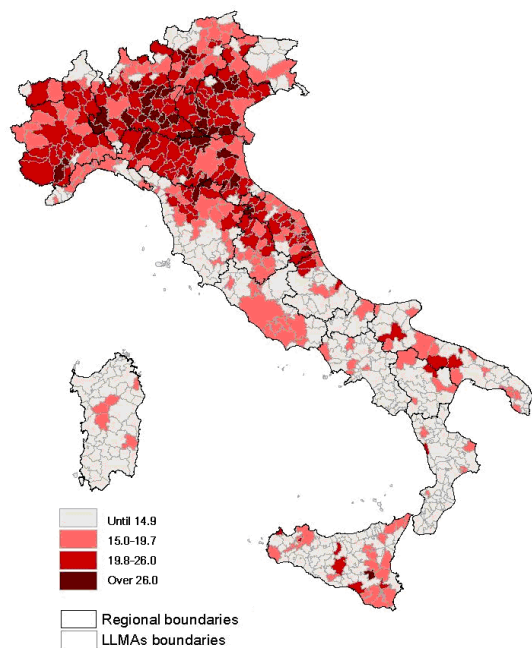 Until 14.9
15.0-19.7
19.8-26.0
Over 26.0
Regional boundaries
LLMAs boundaries